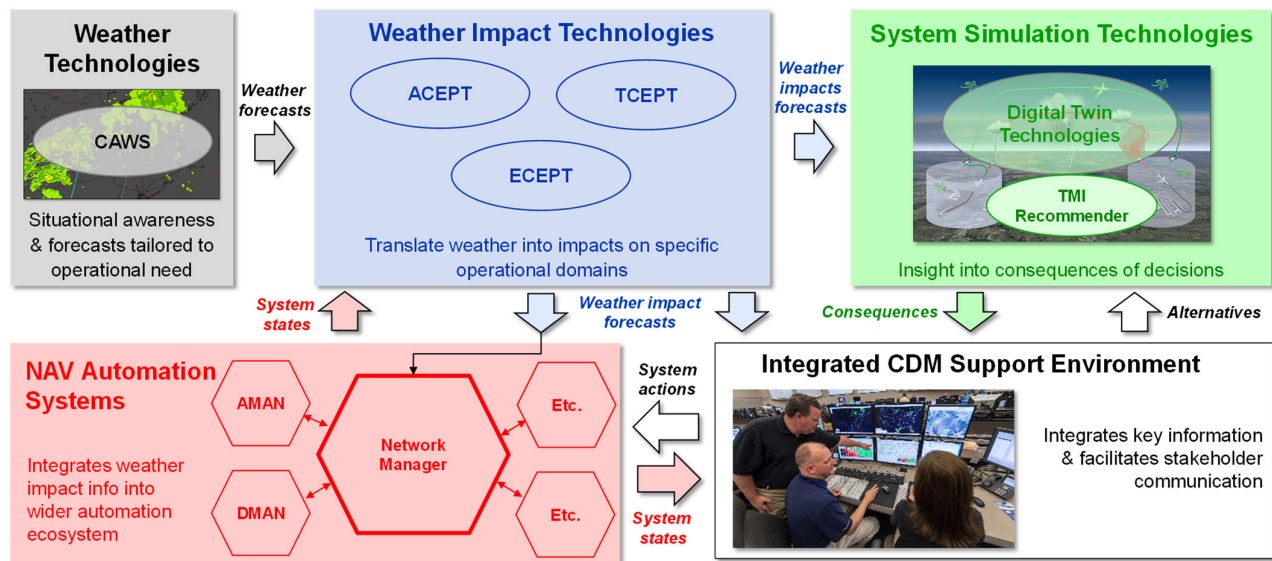 Weather
Technologies
CAWS
Situational awareness
& forecasts tailored to
operational need
Weather
forecasts
Weather Impact Technologies
ACEPT
TCEPT
ECEPT
Translate weather into impacts on specific
operational domains
Weather
impacts
forecasts
System Simulation Technologies
Digital Twin
Technologies
TMI
Recommender
Insight into consequences of decisions
System
states
Weather impact
forecasts
Consequences
Alternatives
NAV Automation
Systems
AMAN
DMAN
Network
Manager
Etc.
Etc.
Integrates weather
impact info into
wider automation
ecosystem
System
actions
System
states
Integrated CDM Support Environment
Integrates key information
& facilitates stakeholder
communication